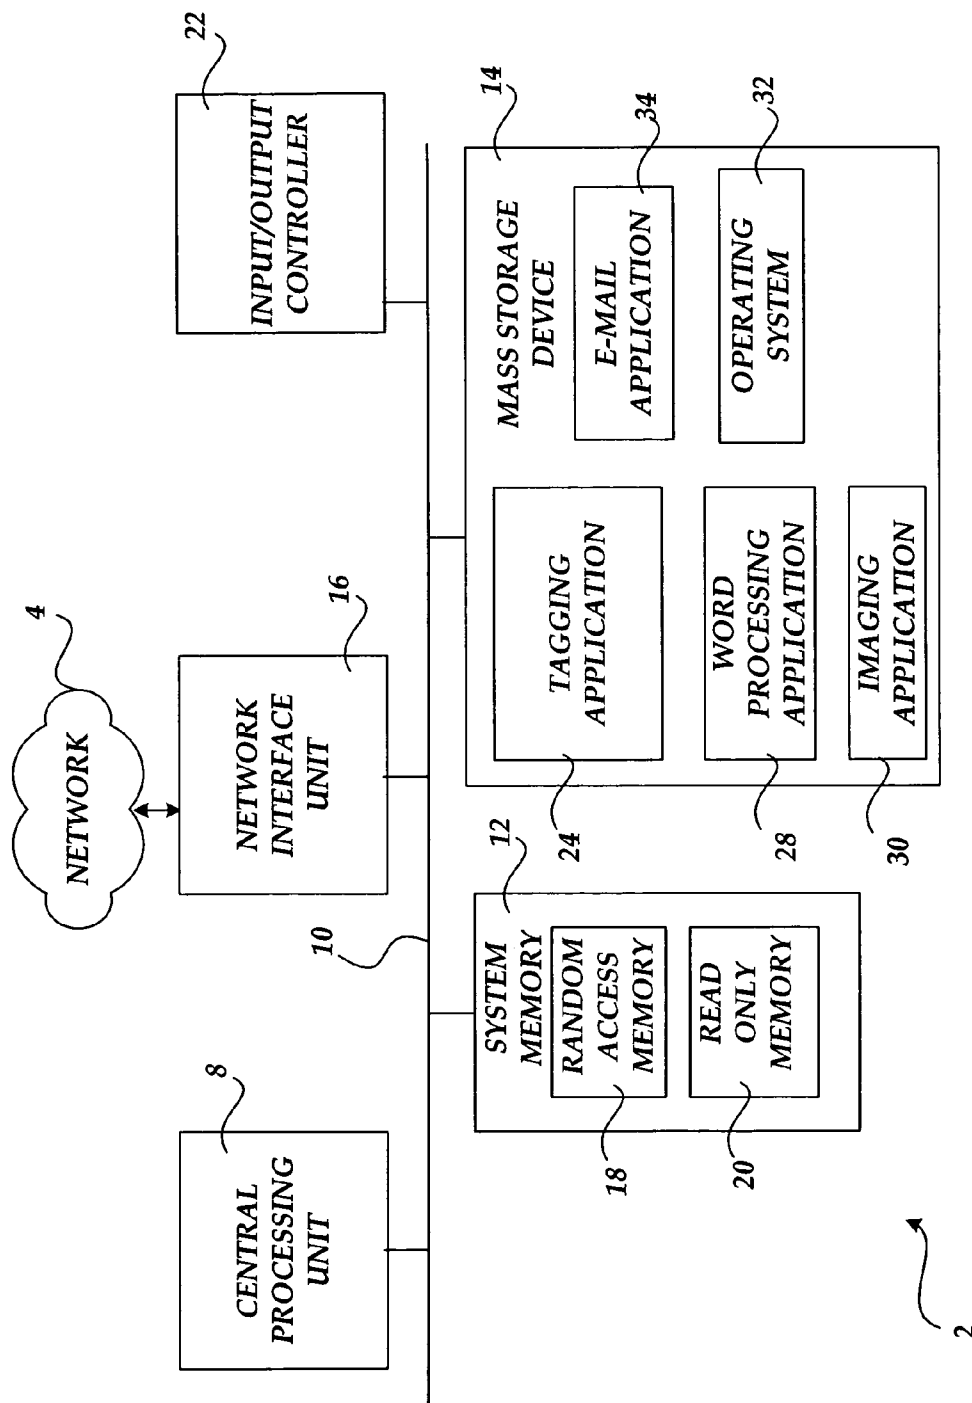 4
NETWORK
8
CENTRAL
PROCESSING
UNIT
NETWORK
INTERFACE
UNIT
16
22
INPUT/OUTPUT
CONTROLLER
10
SYSTEM
MEMORY
12
RANDOM
ACCESS
MEMORY
18
READ
ONLY
MEMORY
20
MASS STORAGE
DEVICE
14
TAGGING
APPLICATION
24
E-MAIL
APPLICATION
34
WORD
PROCESSING
APPLICATION
28
OPERATING
SYSTEM
32
IMAGING
APPLICATION
30
2